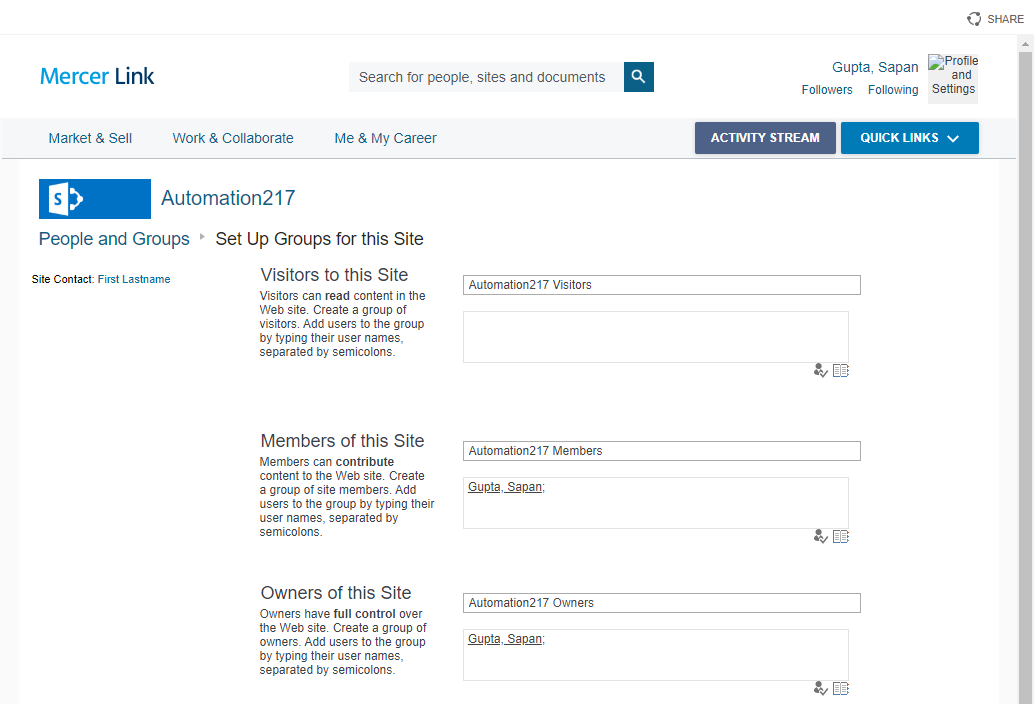 SHARE
Mercer Link
Search for people, sites and documents
Gupta, Sapan
Followers Following
Profile
and
Settings
Market & Sell Work & Collaborate Me & My Career ACTIVITY STREAM QUICK LINKS
S
Automation217
People and Groups Set Up Groups for this Site
Site Contact: First Lastname
Visitors to this Site
Visitors can read content in the
Web site. Create a group of
visitors. Add users to the group
by typing their user names,
separated by semicolons.
Automation217 Visitors
Members of this Site
Members can contribute
content to the Web site. Create
a group of site members. Add
users to the group by typing their
user names, separated by
semicolons.
Automation217 Members
Gupta, Sapan;
Owners of this Site
Owners have full control over
the Web site. Create a group of
owners. Add users to the group
by typing their user names,
separated by semicolons.
Automation217 Owners
Gupta, Sapan;